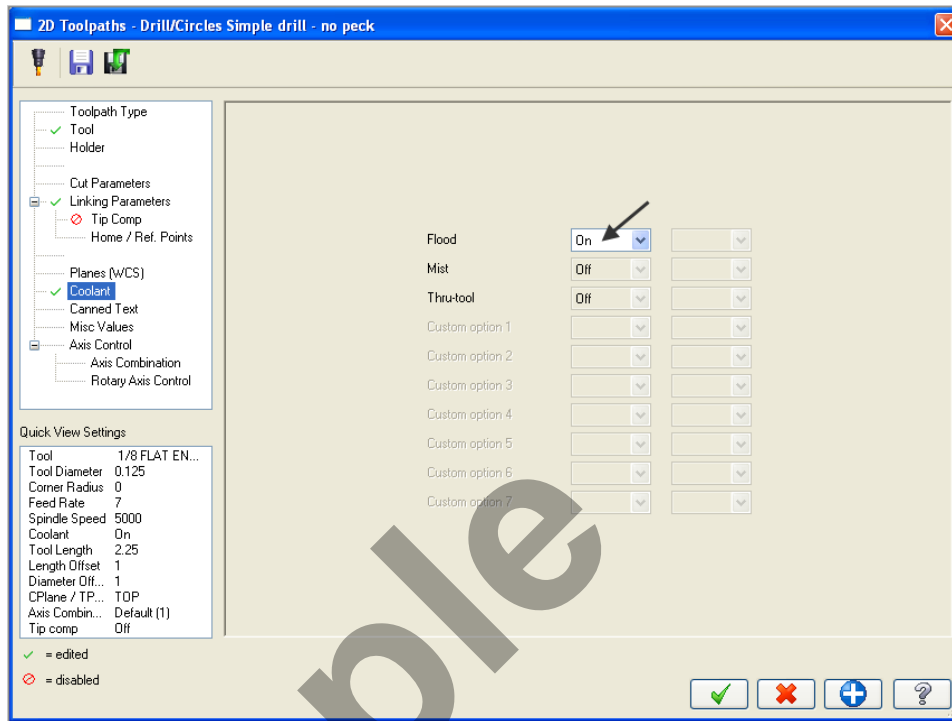 2D Toolpaths - Drill/Circles Simple drill - no peck
Toolpath Type
Tool
Holder
Cut Parameters
Linking Parameters
Tip Comp
Home / Ref. Points
Planes (WCS)
Coolant
Canned Text
Misc Values
Axis Control
Axis Combination
Rotary Axis Control
Quick View Settings
Tool 1/8 FLAT EN...
Tool Diameter 0.125
Corner Radius 0
Feed Rate 7
Spindle Speed 5000
Coolant On
Tool Length 2.25
Length Offset 1
Diameter Off... 1
CPlane / TP... TOP
Axis Combin... Default (1)
Tip comp Off
= edited
= disabled
Flood On
Mist Off
Thru-tool Off
Custom option 1
Custom option 2
Custom option 3
Custom option 4
Custom option 5
Custom option 6
Custom option 7
ple